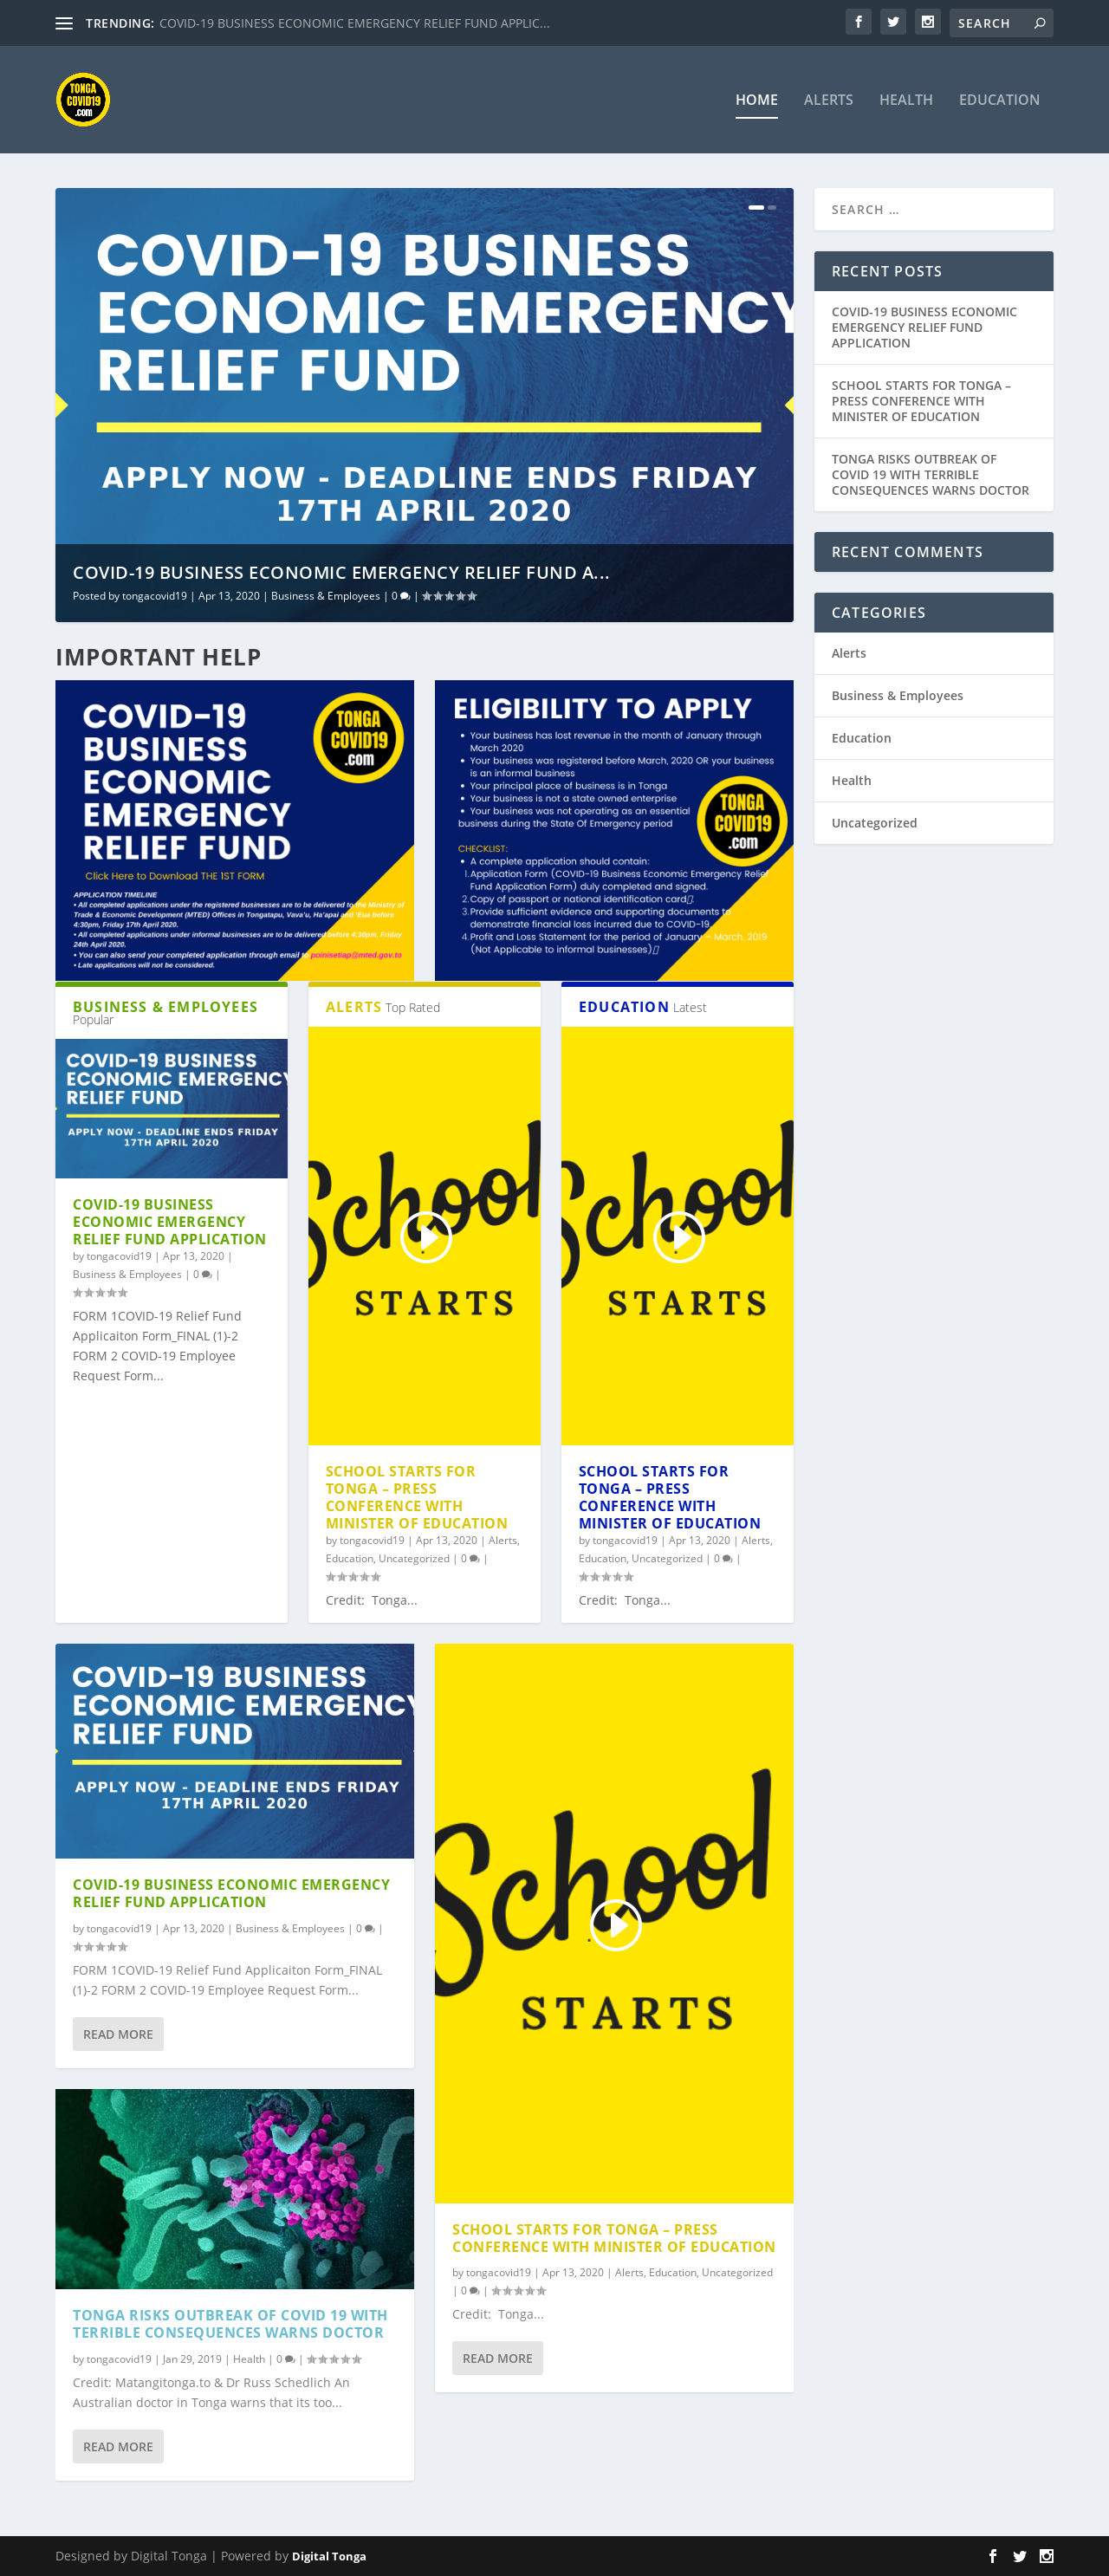 TRENDING: COVID-19 BUSINESS ECONOMIC EMERGENCY RELIEF FUND APPLIC...
SEARCH
TONGA
COVID19
.com
HOME
ALERTS
HEALTH
EDUCATION
COVID-19 BUSINESS
ECONOMIC EMERGENCY
RELIEF FUND
APPLY NOW - DEADLINE ENDS FRIDAY
17TH APRIL 2020
COVID-19 BUSINESS ECONOMIC EMERGENCY RELIEF FUND A...
Posted by tongacovid19 | Apr 13, 2020 | Business & Employees | 0 |
SEARCH …
RECENT POSTS
COVID-19 BUSINESS ECONOMIC
EMERGENCY RELIEF FUND
APPLICATION
SCHOOL STARTS FOR TONGA –
PRESS CONFERENCE WITH
MINISTER OF EDUCATION
TONGA RISKS OUTBREAK OF
COVID 19 WITH TERRIBLE
CONSEQUENCES WARNS DOCTOR
RECENT COMMENTS
CATEGORIES
Alerts
Business & Employees
Education
Health
Uncategorized
IMPORTANT HELP
COVID-19
BUSINESS
ECONOMIC
EMERGENCY
RELIEF FUND
TONGA
COVID19
.com
Click Here to Download THE 1ST FORM
APPLICATION TIMELINE
• All completed applications under the registered businesses are to be delivered to the Ministry of
Trade & Economic Development (MTED) Offices in Tongatapu, Vava'u, Ha'apai and 'Eua before
4:30pm, Friday 17th April 2020.
• All completed applications under informal businesses are to be delivered before 4:30pm, Friday
24th April 2020.
• You can also send your completed application through email to poinisetiap@mted.gov.to
• Late applications will not be considered.
ELIGIBILITY TO APPLY
• Your business has lost revenue in the month of January through
March 2020
• Your business was registered before March, 2020 OR your business
is an informal business
• Your principal place of business is in Tonga
• Your business is not a state owned enterprise
• Your business was not operating as an essential
business during the State Of Emergency period
TONGA
COVID19
.com
CHECKLIST:
• A complete application should contain:
1.Application Form (COVID-19 Business Economic Emergency Relief
Fund Application Form) duly completed and signed.
2.Copy of passport or national identification card▯.
3.Provide sufficient evidence and supporting documents to
demonstrate financial loss incurred due to COVID-19.
4.Profit and Loss Statement for the period of January – March, 2019
(Not Applicable to informal businesses)▯
BUSINESS & EMPLOYEES
Popular
COVID-19 BUSINESS
ECONOMIC EMERGENCY
RELIEF FUND
APPLY NOW - DEADLINE ENDS FRIDAY
17TH APRIL 2020
COVID-19 BUSINESS
ECONOMIC EMERGENCY
RELIEF FUND APPLICATION
by tongacovid19 | Apr 13, 2020 |
Business & Employees | 0 |
FORM 1COVID-19 Relief Fund
Applicaiton Form_FINAL (1)-2
FORM 2 COVID-19 Employee
Request Form...
ALERTS Top Rated
School
STARTS
SCHOOL STARTS FOR
TONGA – PRESS
CONFERENCE WITH
MINISTER OF EDUCATION
by tongacovid19 | Apr 13, 2020 | Alerts,
Education, Uncategorized | 0 |
Credit:  Tonga...
EDUCATION Latest
School
STARTS
SCHOOL STARTS FOR
TONGA – PRESS
CONFERENCE WITH
MINISTER OF EDUCATION
by tongacovid19 | Apr 13, 2020 | Alerts,
Education, Uncategorized | 0 |
Credit:  Tonga...
COVID-19 BUSINESS
ECONOMIC EMERGENCY
RELIEF FUND
APPLY NOW - DEADLINE ENDS FRIDAY
17TH APRIL 2020
COVID-19 BUSINESS ECONOMIC EMERGENCY
RELIEF FUND APPLICATION
by tongacovid19 | Apr 13, 2020 | Business & Employees | 0 |
FORM 1COVID-19 Relief Fund Applicaiton Form_FINAL
(1)-2 FORM 2 COVID-19 Employee Request Form...
READ MORE
School
STARTS
SCHOOL STARTS FOR TONGA – PRESS
CONFERENCE WITH MINISTER OF EDUCATION
by tongacovid19 | Apr 13, 2020 | Alerts, Education, Uncategorized
| 0 |
Credit:  Tonga...
READ MORE
TONGA RISKS OUTBREAK OF COVID 19 WITH
TERRIBLE CONSEQUENCES WARNS DOCTOR
by tongacovid19 | Jan 29, 2019 | Health | 0 |
Credit: Matangitonga.to & Dr Russ Schedlich An
Australian doctor in Tonga warns that its too...
READ MORE
Designed by Digital Tonga | Powered by Digital Tonga